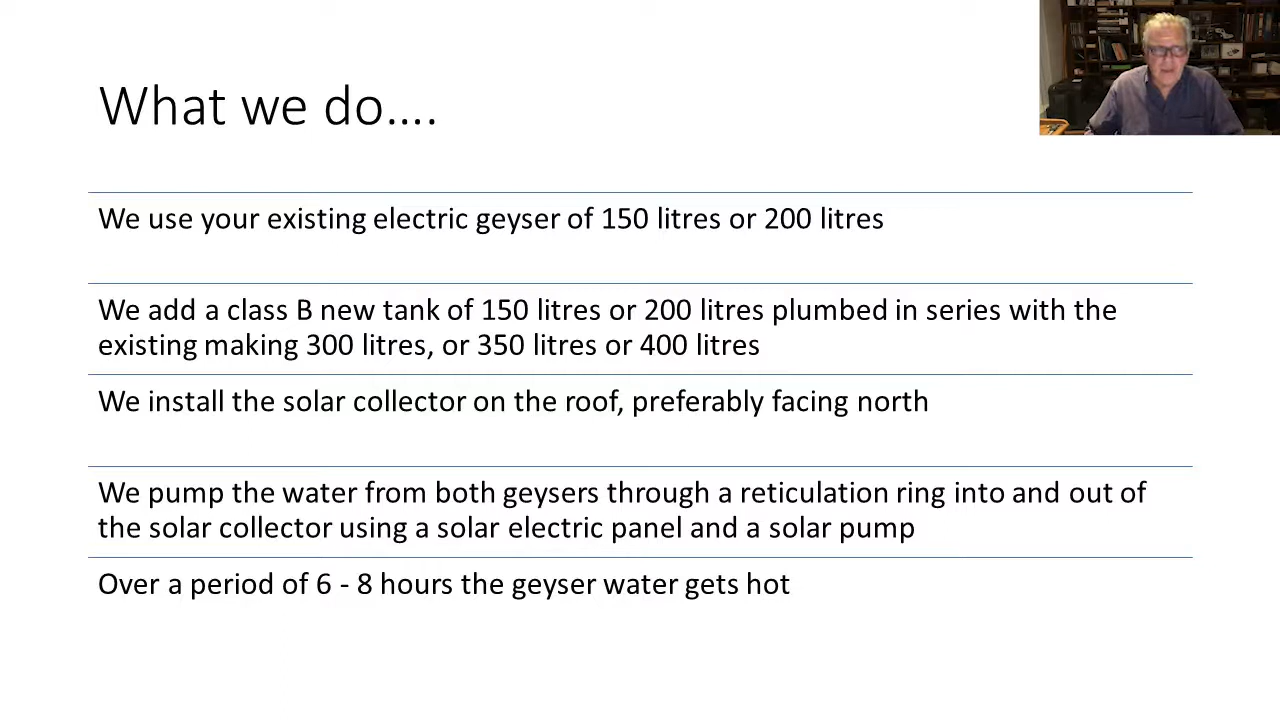 What we do....
We use your existing electric geyser of 150 litres or 200 litres
We add a class B new tank of 150 litres or 200 litres plumbed in series with the
existing making 300 litres, or 350 litres or 400 litres
We install the solar collector on the roof, preferably facing north
We pump the water from both geysers through a reticulation ring into and out of
the solar collector using a solar electric panel and a solar pump
Over a period of 6 - 8 hours the geyser water gets hot